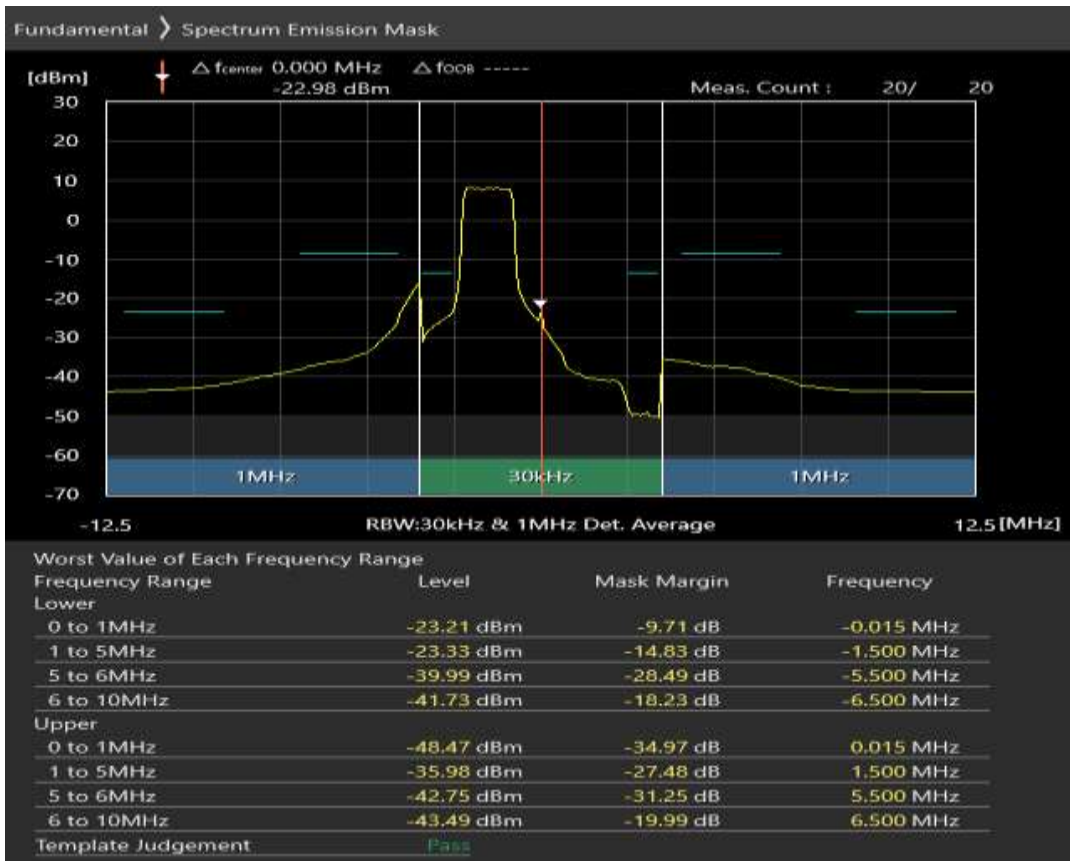 Fundamental 〉 Spectrum Emission Mask
[dBm]
△ fcenter 0.000 MHz △ fOOB -----
-22.98 dBm
Meas. Count : 20/ 20
30
20
10
0
-10
-20
-30
-40
-50
-60
-70
1MHz 30kHz 1MHz
-12.5 RBW:30kHz & 1MHz Det. Average 12.5 [MHz]
Worst Value of Each Frequency Range
Frequency Range Level Mask Margin Frequency
Lower
0 to 1MHz -23.21 dBm -9.71 dB -0.015 MHz
1 to 5MHz -23.33 dBm -14.83 dB -1.500 MHz
5 to 6MHz -39.99 dBm -28.49 dB -5.500 MHz
6 to 10MHz -41.73 dBm -18.23 dB -6.500 MHz
Upper
0 to 1MHz -48.47 dBm -34.97 dB 0.015 MHz
1 to 5MHz -35.98 dBm -27.48 dB 1.500 MHz
5 to 6MHz -42.75 dBm -31.25 dB 5.500 MHz
6 to 10MHz -43.49 dBm -19.99 dB 6.500 MHz
Template Judgement Pass